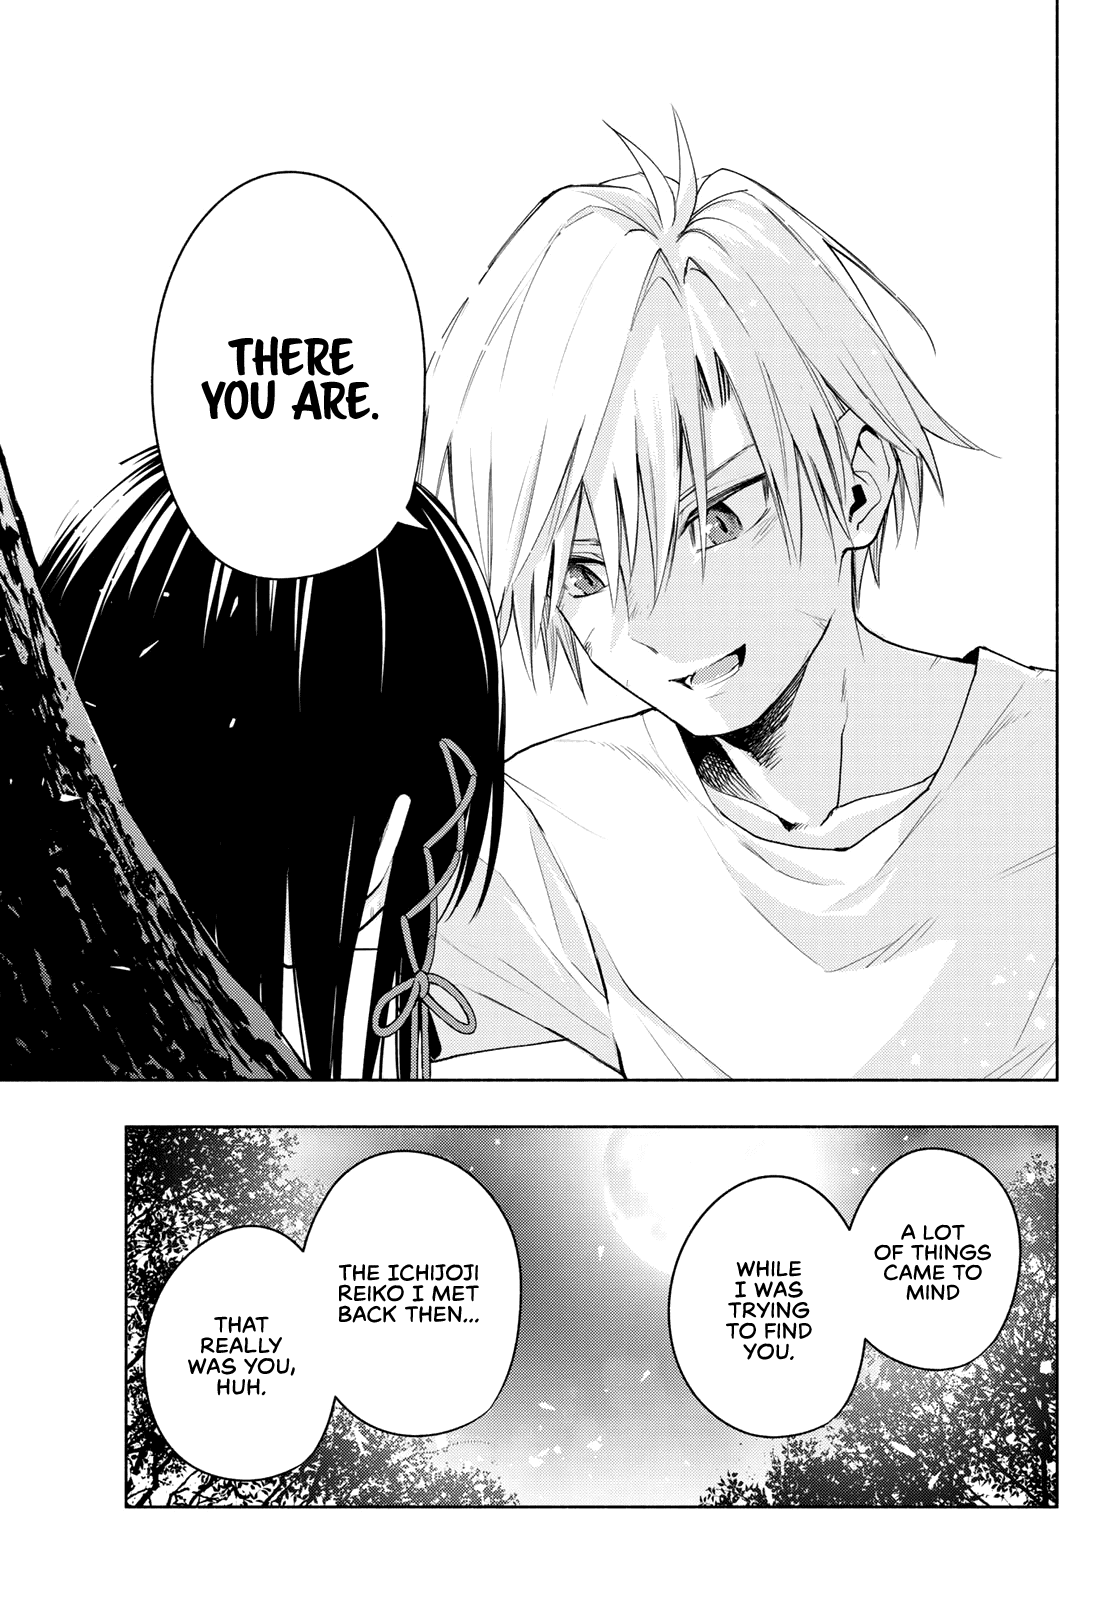 THERE
YOU ARE.
A LOT
OF THINGS
CAME TO
MIND
WHILE
I WAS
TRYING
TO FIND
YOU.
THE ICHIJOJI
REIKO I MET
BACK THEN...
THAT
REALLY
WAS YOU,
HUH.